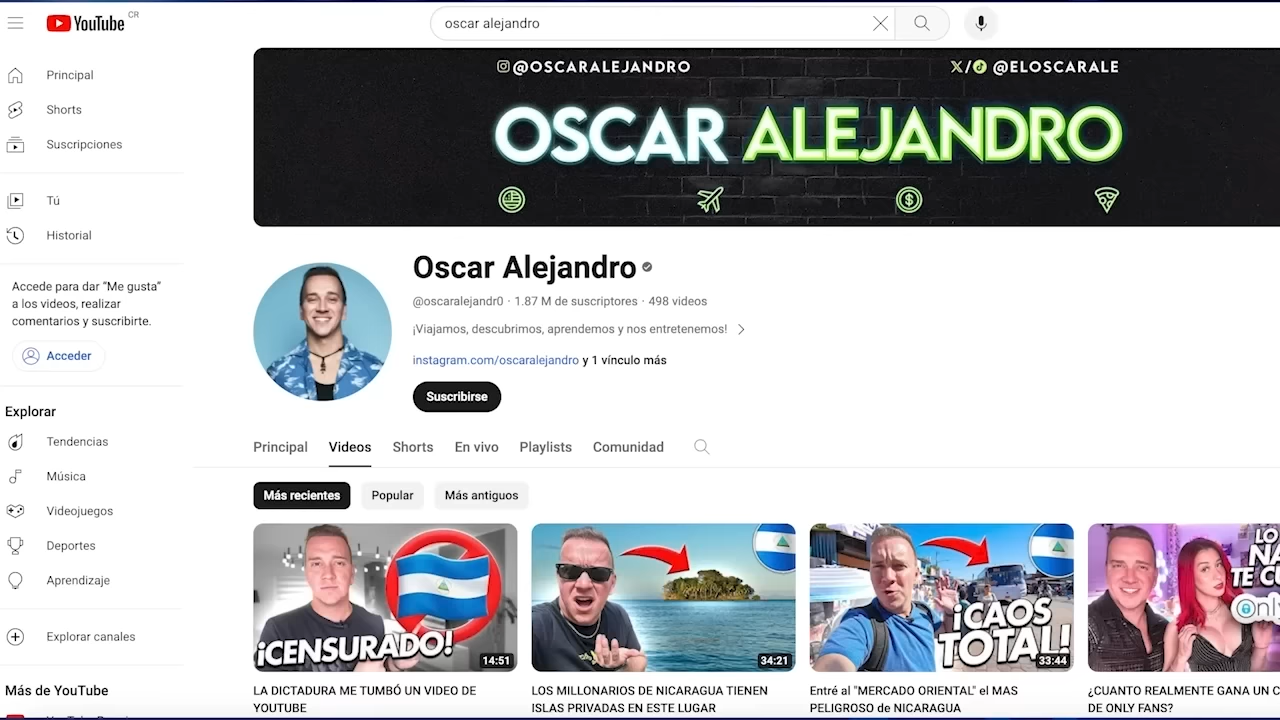 YouTube CR
oscar alejandro
Principal
Shorts
Suscripciones
Tú
Historial
Accede para dar “Me gusta”
a los videos, realizar
comentarios y suscribirte.
Acceder
Explorar
Tendencias
Música
Videojuegos
Deportes
Aprendizaje
Explorar canales
Más de YouTube
@OSCARALEJANDRO
X/ @ELOSCARALE
OSCAR ALEJANDRO
Oscar Alejandro
@oscaralejandr0 · 1.87 M de suscriptores · 498 videos
¡Viajamos, descubrimos, aprendemos y nos entretenemos!
instagram.com/oscaralejandro y 1 vínculo más
Suscribirse
Principal Videos Shorts En vivo Playlists Comunidad
Más recientes Popular Más antiguos
¡CENSURADO!
14:51
LA DICTADURA ME TUMBÓ UN VIDEO DE
YOUTUBE
34:21
LOS MILLONARIOS DE NICARAGUA TIENEN
ISLAS PRIVADAS EN ESTE LUGAR
¡CAOS
TOTAL!
33:44
Entré al "MERCADO ORIENTAL" el MAS
PELIGROSO de NICARAGUA
¿CUANTO REALMENTE GANA UN
DE ONLY FANS?